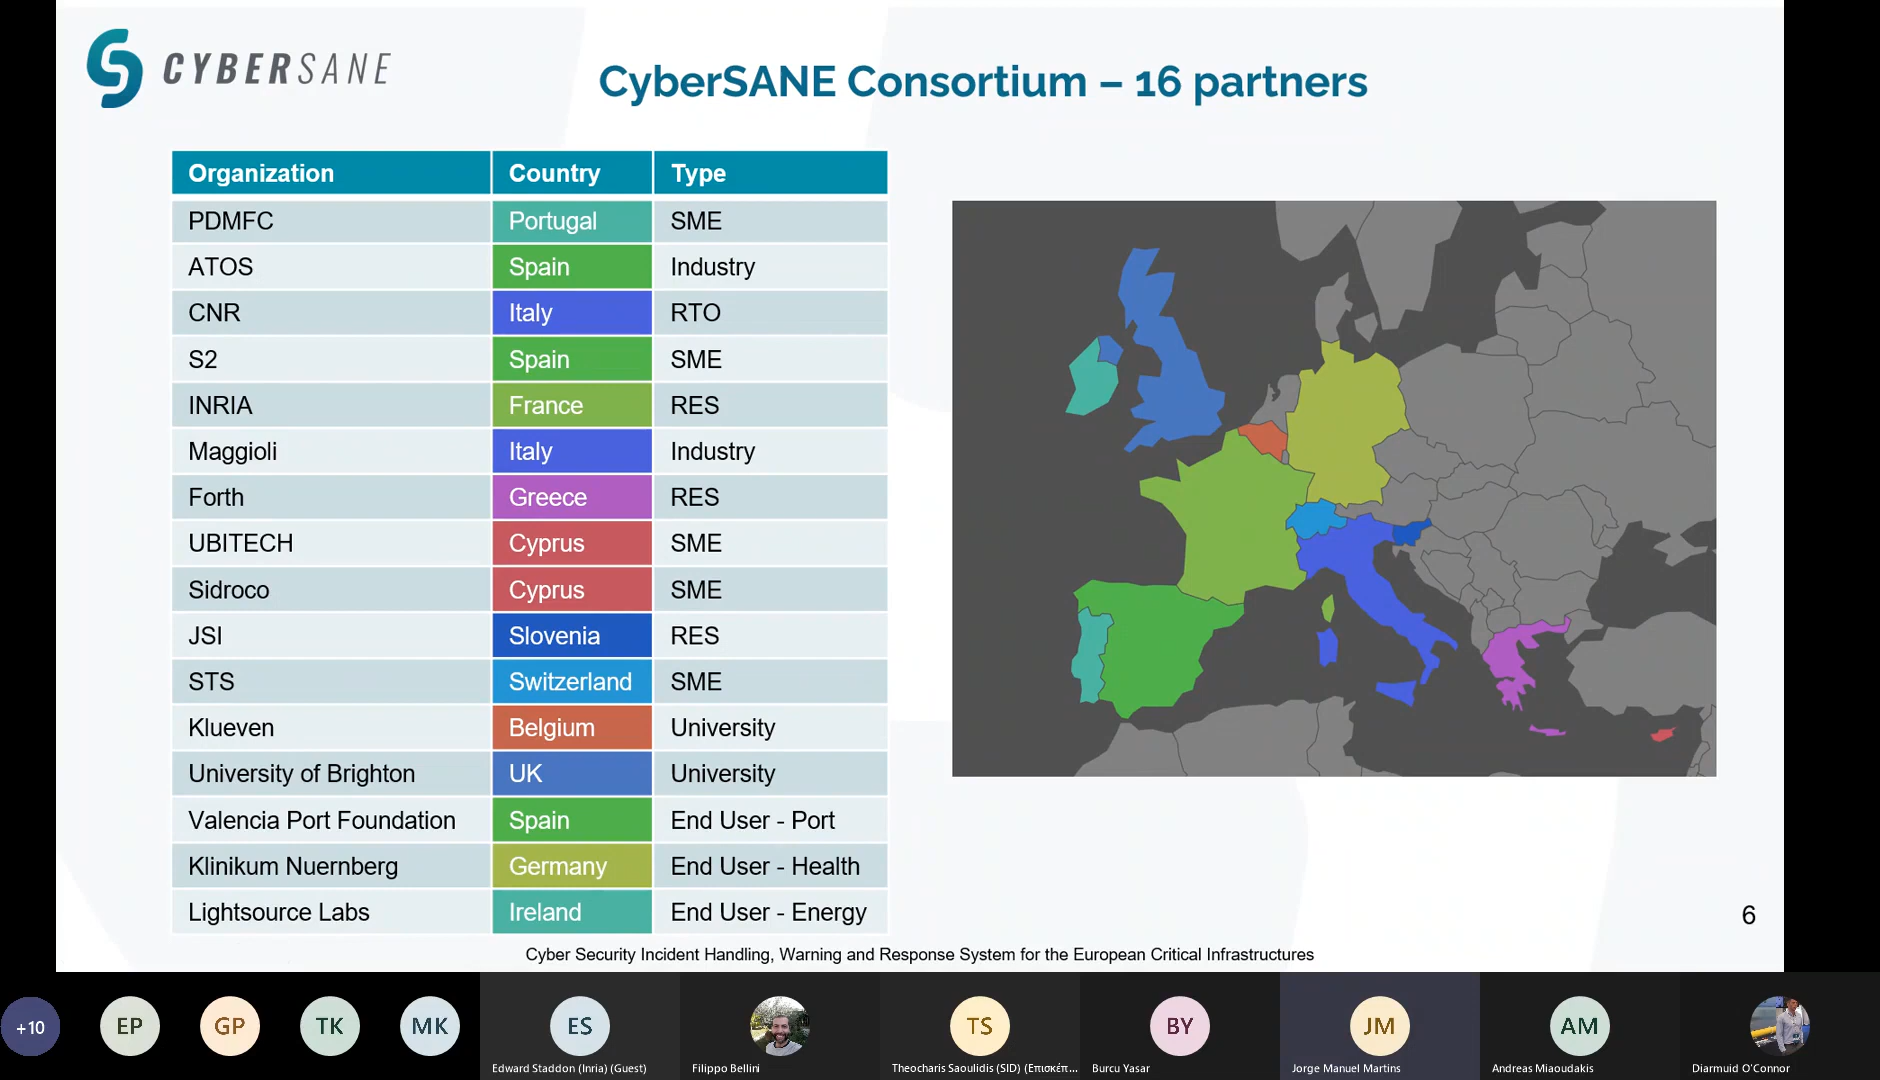 CYBERSANE
CyberSANE Consortium – 16 partners
Organization Country Type
PDMFC Portugal SME
ATOS Spain Industry
CNR Italy RTO
S2 Spain SME
INRIA France RES
Maggioli Italy Industry
Forth Greece RES
UBITECH Cyprus SME
Sidroco Cyprus SME
JSI Slovenia RES
STS Switzerland SME
Klueven Belgium University
University of Brighton UK University
Valencia Port Foundation Spain End User - Port
Klinikum Nuernberg Germany End User - Health
Lightsource Labs Ireland End User - Energy
6
Cyber Security Incident Handling, Warning and Response System for the European Critical Infrastructures
+10 EP GP TK MK ES TS BY JM AM
Edward Staddon (Inria) (Guest) Filippo Bellini Theocharis Saoulidis (SID) (Επισκέπ... Burcu Yasar Jorge Manuel Martins Andreas Miaoudakis Diarmuid O'Connor